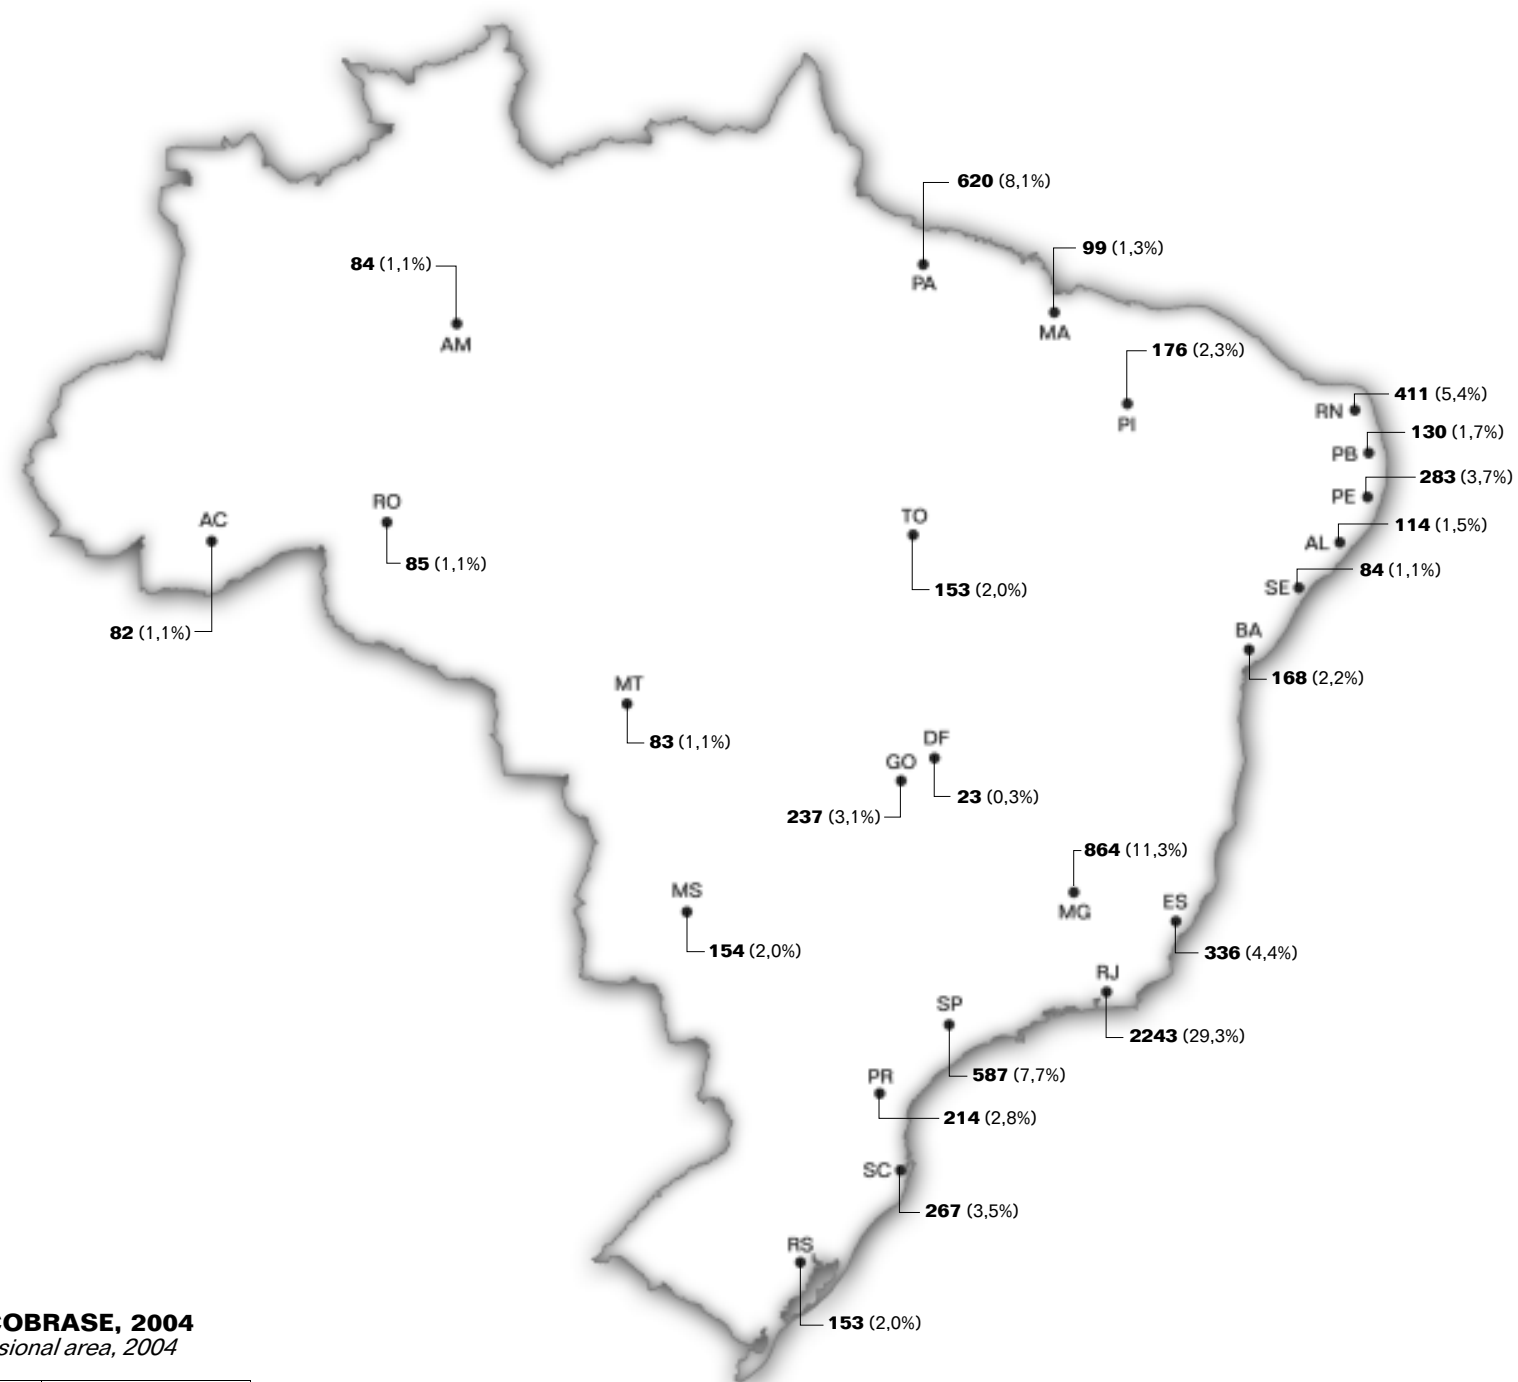 620 (8,1%)
PA
99 (1,3%)
MA
84 (1,1%)
AM
176 (2,3%)
PI
411 (5,4%)
RN
130 (1,7%)
PB
283 (3,7%)
PE
114 (1,5%)
AL
84 (1,1%)
SE
RO
85 (1,1%)
AC
82 (1,1%)
TO
153 (2,0%)
BA
168 (2,2%)
MT
83 (1,1%)
DF
23 (0,3%)
GO
237 (3,1%)
864 (11,3%)
MG
MS
154 (2,0%)
ES
336 (4,4%)
RJ
2243 (29,3%)
SP
587 (7,7%)
PR
214 (2,8%)
SC
267 (3,5%)
RS
153 (2,0%)
COBRASE, 2004
sional area, 2004